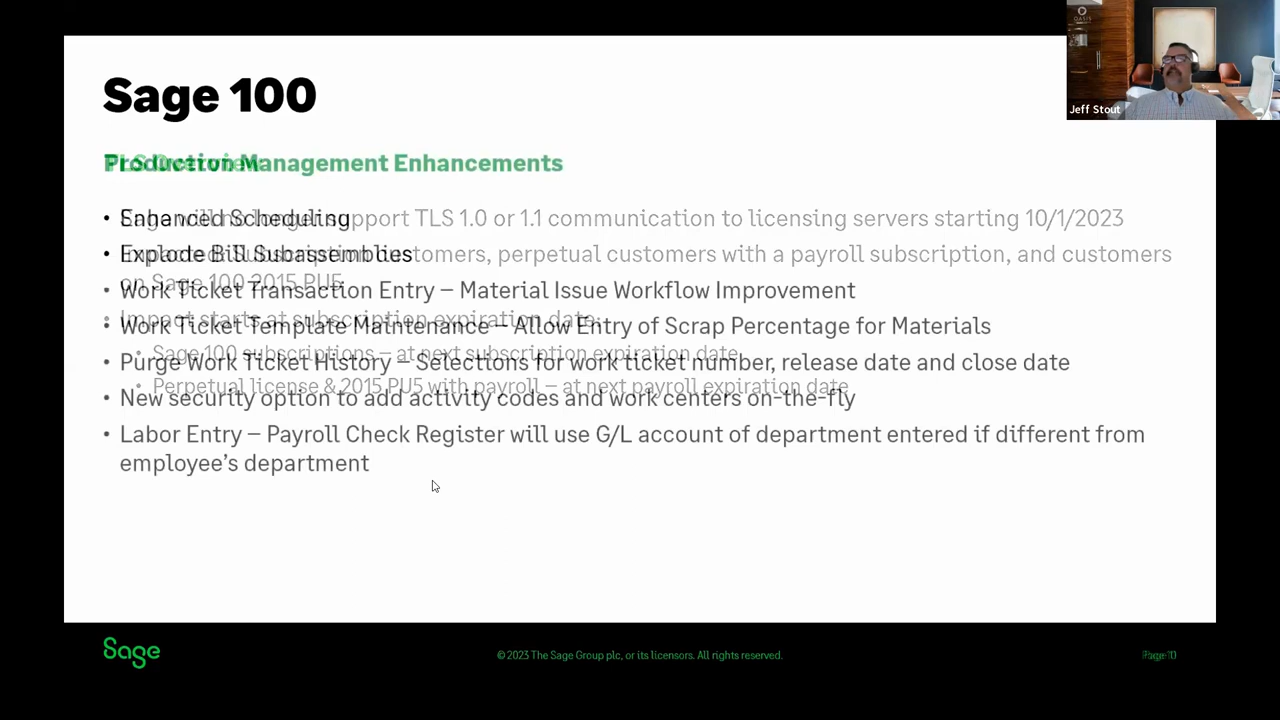 OASIS
Jeff Stout
Sage 100
Production Management Enhancements
TLS Overview
• Enhanced Scheduling
• Explode Bill Subassemblies
• Work Ticket Transaction Entry – Material Issue Workflow Improvement
• Work Ticket Template Maintenance – Allow Entry of Scrap Percentage for Materials
• Purge Work Ticket History – Selections for work ticket number, release date and close date
• New security option to add activity codes and work centers on-the-fly
• Labor Entry – Payroll Check Register will use G/L account of department entered if different from
employee’s department
Sage will no longer support TLS 1.0 or 1.1 communication to licensing servers starting 10/1/2023
customers, perpetual customers with a payroll subscription, and customers
on Sage 100 2015 PU5
• Impact starts at subscription expiration date
• Sage 100 subscriptions – at next subscription expiration date
• Perpetual license & 2015 PU5 with payroll – at next payroll expiration date
Sage
© 2023 The Sage Group plc, or its licensors. All rights reserved.
Page